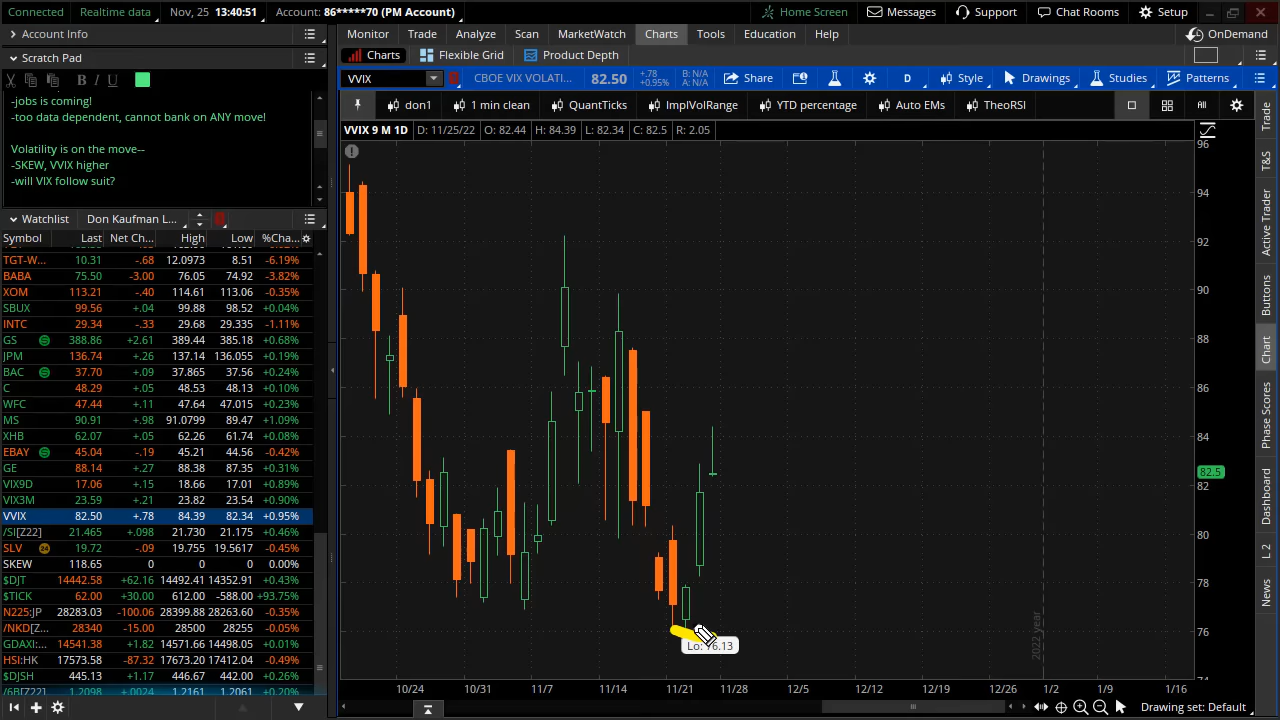 Connected Realtime data Nov, 25 13:40:51 Account: 86*****70 (PM Account) Home Screen Messages Support Chat Rooms Setup
Account Info
Monitor Trade Analyze Scan MarketWatch Charts Tools Education Help OnDemand
Scratch Pad
Charts Flexible Grid Product Depth
B I U
VVIX CBOE VIX VOLATI... 82.50 +.78 +0.95% B: N/A A: N/A Share D Style Drawings Studies Patterns
-jobs is coming!
-too data dependent, cannot bank on ANY move!
don1 1 min clean QuantTicks ImplVolRange YTD percentage Auto EMs TheoRSI All
Volatility is on the move--
-SKEW, VVIX higher
-will VIX follow suit?
VVIX 9 M 1D D: 11/25/22 O: 82.44 H: 84.39 L: 82.34 C: 82.5 R: 2.05
Watchlist Don Kaufman L...
Symbol Last Net Ch... High Low %Cha...
TGT-W... 10.31 -.68 12.0973 8.51 -6.19%
BABA 75.50 -3.00 76.05 74.92 -3.82%
XOM 113.21 -.40 114.61 113.06 -0.35%
SBUX 99.56 +.04 99.88 98.52 +0.04%
INTC 29.34 -.33 29.68 29.335 -1.11%
GS 388.86 +2.61 389.44 385.18 +0.68%
JPM 136.74 +.26 137.14 136.055 +0.19%
BAC 37.70 +.09 37.865 37.56 +0.24%
C 48.29 +.05 48.53 48.13 +0.10%
WFC 47.44 +.11 47.64 47.015 +0.23%
MS 90.91 +.98 91.0799 89.47 +1.09%
XHB 62.07 +.05 62.26 61.74 +0.08%
EBAY 45.04 -.19 45.21 44.56 -0.42%
GE 88.14 +.27 88.38 87.35 +0.31%
VIX9D 17.06 +.15 18.66 17.01 +0.89%
VIX3M 23.59 +.21 23.82 23.54 +0.90%
VVIX 82.50 +.78 84.39 82.34 +0.95%
/SI[Z22] 21.465 +.098 21.730 21.175 +0.46%
SLV 24 19.72 -.09 19.755 19.5617 -0.45%
SKEW 118.65 0 0 0 0.00%
$DJT 14442.58 +62.16 14492.41 14352.91 +0.43%
$TICK 62.00 +30.00 612.00 -588.00 +93.75%
N225:JP 28283.03 -100.06 28399.88 28263.60 -0.35%
/NKD[Z... 28340 -15.00 28500 28255 -0.05%
GDAXI:... 14541.38 +1.82 14571.66 14498.05 +0.01%
HSI:HK 17573.58 -87.32 17673.20 17412.04 -0.49%
$DJSH 445.13 +1.17 446.67 442.00 +0.26%
/6B[Z22] 1.2098 +.0024 1.2161 1.2061 +0.20%
96
94
92
90
88
86
84
82.5
82
80
78
76
74
Lo: 76.13
2022 year
10/24 10/31 11/7 11/14 11/21 11/28 12/5 12/12 12/19 12/26 1/2 1/9 1/16
Drawing set: Default
Trade
T&S
Active Trader
Buttons
Chart
Phase Scores
Dashboard
L 2
News